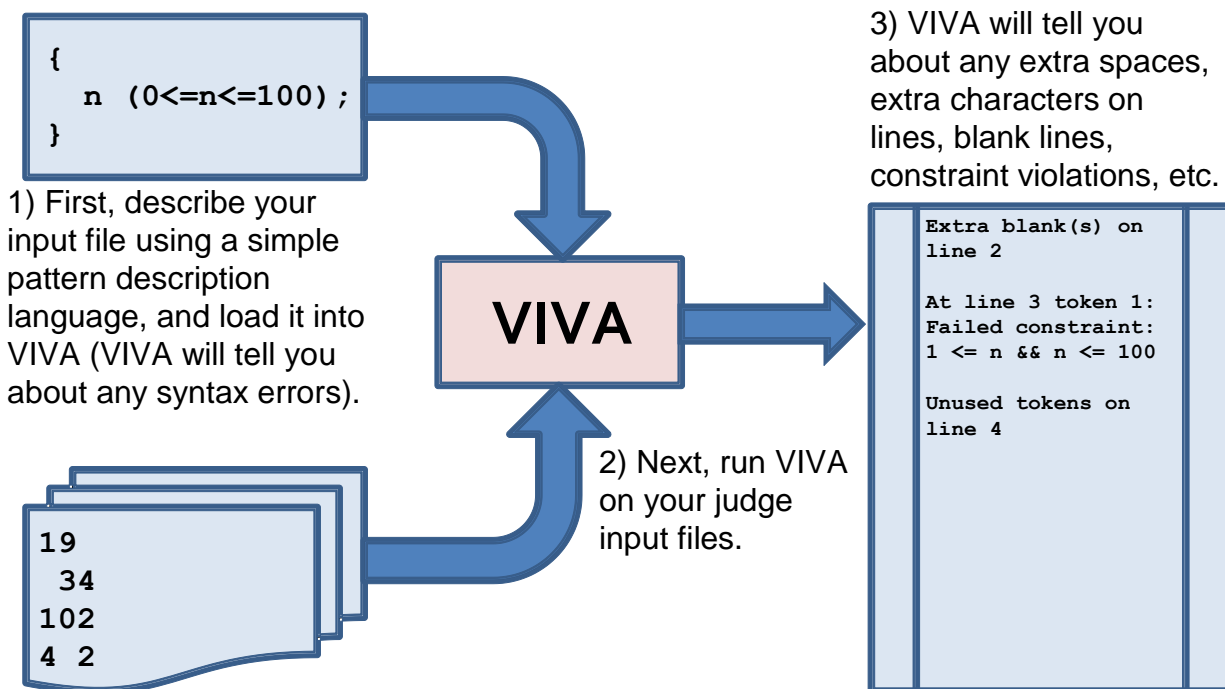 {
n (0<=n<=100);
}
1) First, describe your
input file using a simple
pattern description
language, and load it into
VIVA (VIVA will tell you
about any syntax errors).
19
34
102
4 2
VIVA
2) Next, run VIVA
on your judge
input files.
3) VIVA will tell you
about any extra spaces,
extra characters on
lines, blank lines,
constraint violations, etc.
Extra blank(s) on
line 2
At line 3 token 1:
Failed constraint:
1 <= n && n <= 100
Unused tokens on
line 4